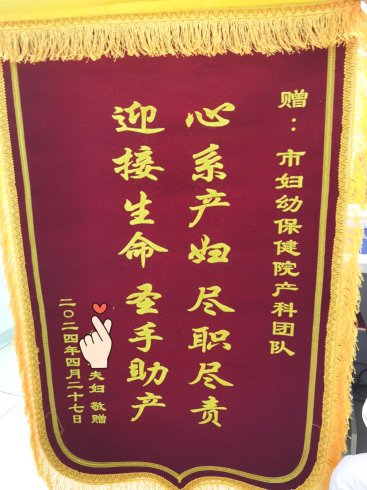 赠：市妇幼保健院产科团队
心系产妇 尽职尽责
迎接生命 圣手助产
夫妇 敬赠
二〇二四年四月二十七日